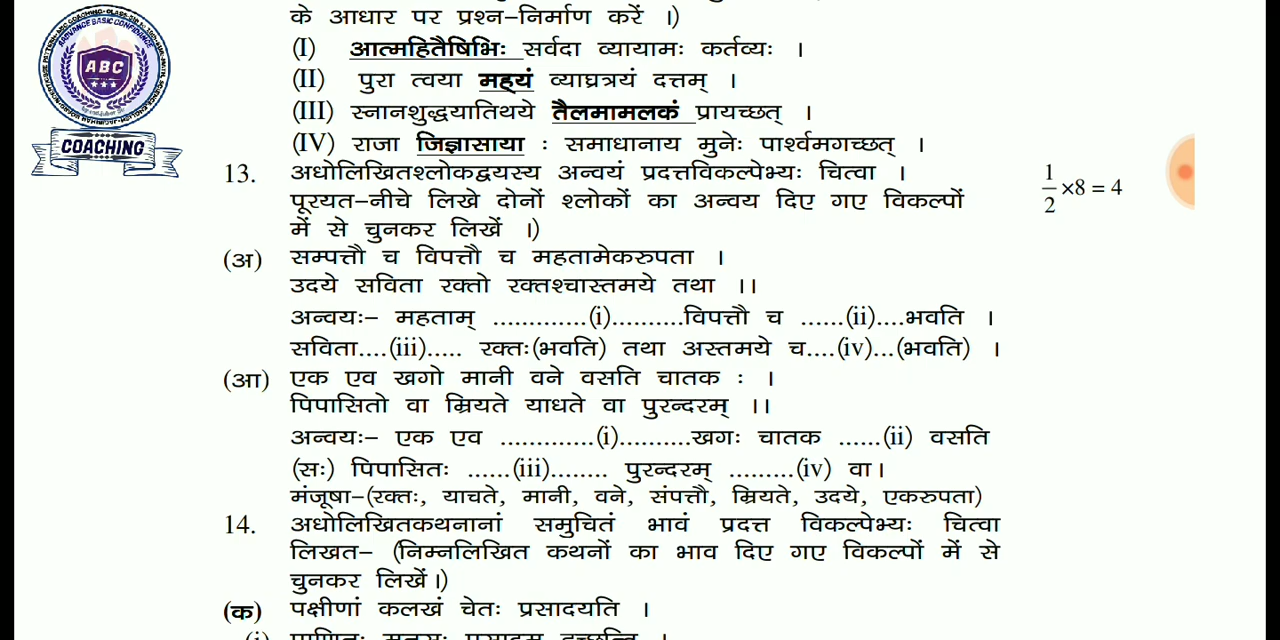 के आधार पर प्रश्न-निर्माण करें ।)
(I) आत्महितैषिभिः सर्वदा व्यायामः कर्तव्यः ।
(II) पुरा त्वया मह्यं व्याघ्रत्रयं दत्तम् ।
(III) स्नानशुद्धयातिथये तैलमामलकं प्रायच्छत् ।
(IV) राजा जिज्ञासाया : समाधानाय मुनेः पार्श्वमगच्छत् ।
13. अधोलिखितश्लोकद्वयस्य अन्वयं प्रदत्तविकल्पेभ्यः चित्वा ।
पूरयत-नीचे लिखे दोनों श्लोकों का अन्वय दिए गए विकल्पों
में से चुनकर लिखें ।)
1/2 ×8 = 4
(अ) सम्पत्तौ च विपत्तौ च महतामेकरुपता ।
उदये सविता रक्तो रक्तश्चास्तमये तथा ।।
अन्वयः- महताम् .............(i)..........विपत्तौ च ......(ii)....भवति ।
सविता....(iii)..... रक्तः(भवति) तथा अस्तमये च....(iv)...(भवति) ।
(आ) एक एव खगो मानी वने वसति चातक : ।
पिपासितो वा म्रियते याधते वा पुरन्दरम् ।।
अन्वयः- एक एव .............(i)..........खगः चातक ......(ii) वसति
(सः) पिपासितः ......(iii)........ पुरन्दरम् .........(iv) वा।
मंजूषा-(रक्तः, याचते, मानी, वने, संपत्तौ, म्रियते, उदये, एकरुपता)
14. अधोलिखितकथनानां समुचितं भावं प्रदत्त विकल्पेभ्यः चित्वा
लिखत- (निम्नलिखित कथनों का भाव दिए गए विकल्पों में से
चुनकर लिखें।)
(क) पक्षीणां कलखं चेतः प्रसादयति ।
ABC
COACHING